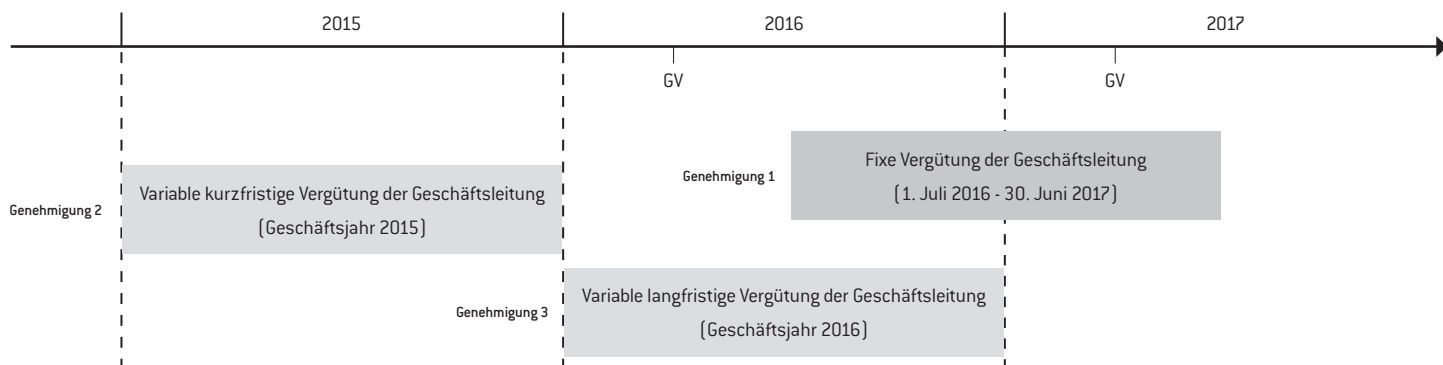 2015
2016
2017
GV
GV
Genehmigung 1
Fixe Vergütung der Geschäftsleitung
(1. Juli 2016 - 30. Juni 2017)
Genehmigung 2
Variable kurzfristige Vergütung der Geschäftsleitung
(Geschäftsjahr 2015)
Genehmigung 3
Variable langfristige Vergütung der Geschäftsleitung
(Geschäftsjahr 2016)